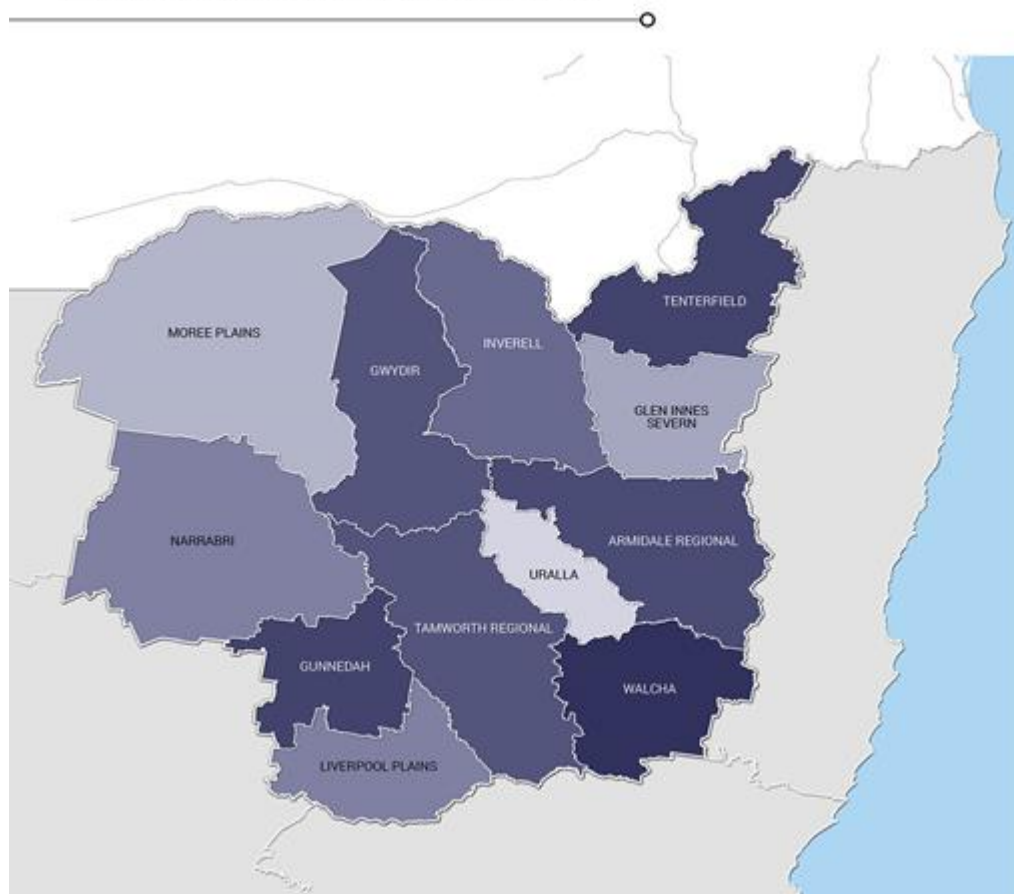 TENTERFIELD
MOREE PLAINS
INVERELL
GWYDIR
GLEN INNES
SEVERN
NARRABRI
ARMIDALE REGIONAL
URALLA
TAMWORTH REGIONAL
GUNNEDAH
WALCHA
LIVERPOOL PLAINS